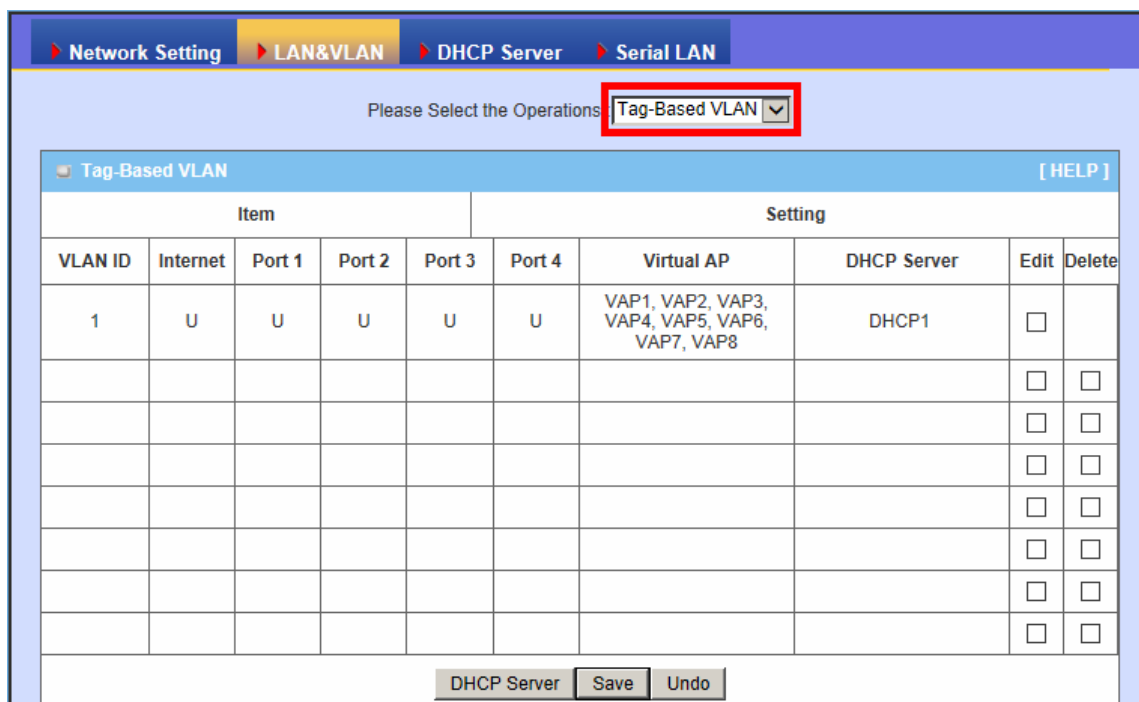 Network Setting LAN&VLAN DHCP Server Serial LAN
Please Select the Operations: Tag-Based VLAN
Tag-Based VLAN [ HELP ]
Item Setting
VLAN ID Internet Port 1 Port 2 Port 3 Port 4 Virtual AP DHCP Server Edit Delete
1 U U U U U VAP1, VAP2, VAP3, VAP4, VAP5, VAP6, VAP7, VAP8 DHCP1
DHCP Server Save Undo